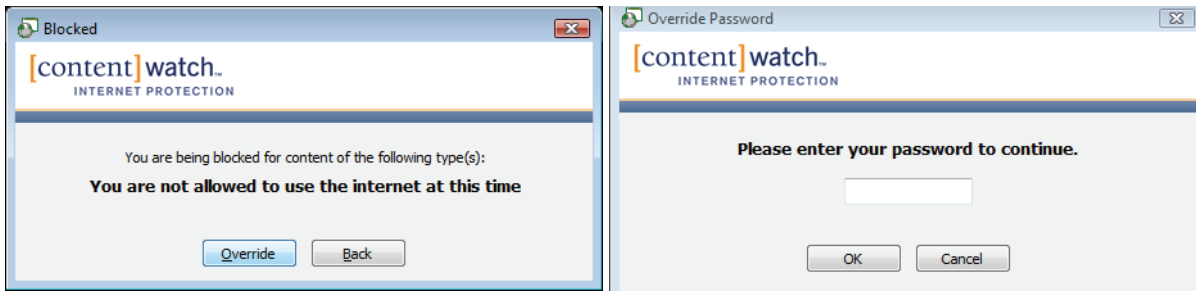 Blocked
[content]watch™
INTERNET PROTECTION
You are being blocked for content of the following type(s):
You are not allowed to use the internet at this time
Override
Back
Override Password
[content]watch™
INTERNET PROTECTION
Please enter your password to continue.
OK
Cancel